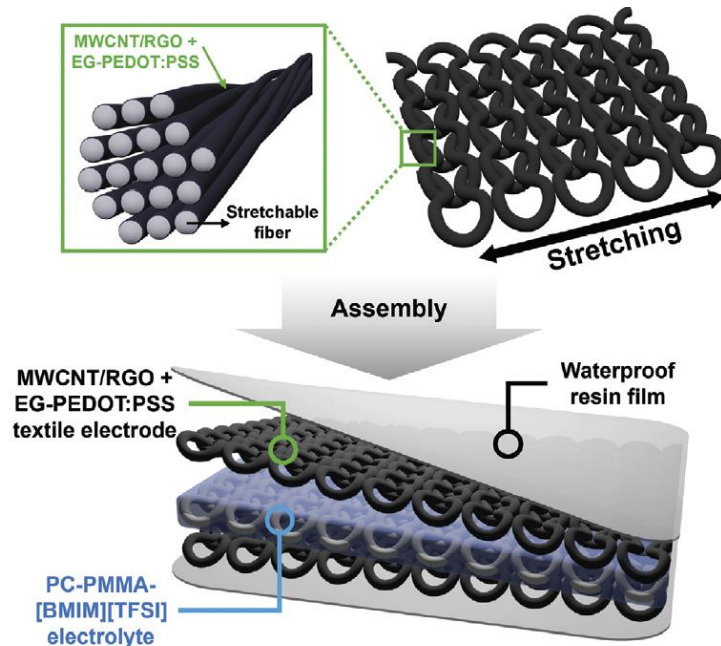 MWCNT/RGO +
EG-PEDOT:PSS
Stretchable
fiber
Stretching
Assembly
MWCNT/RGO +
EG-PEDOT:PSS
textile electrode
Waterproof
resin film
PC-PMMA-
[BMIM][TFSI]
electrolyte